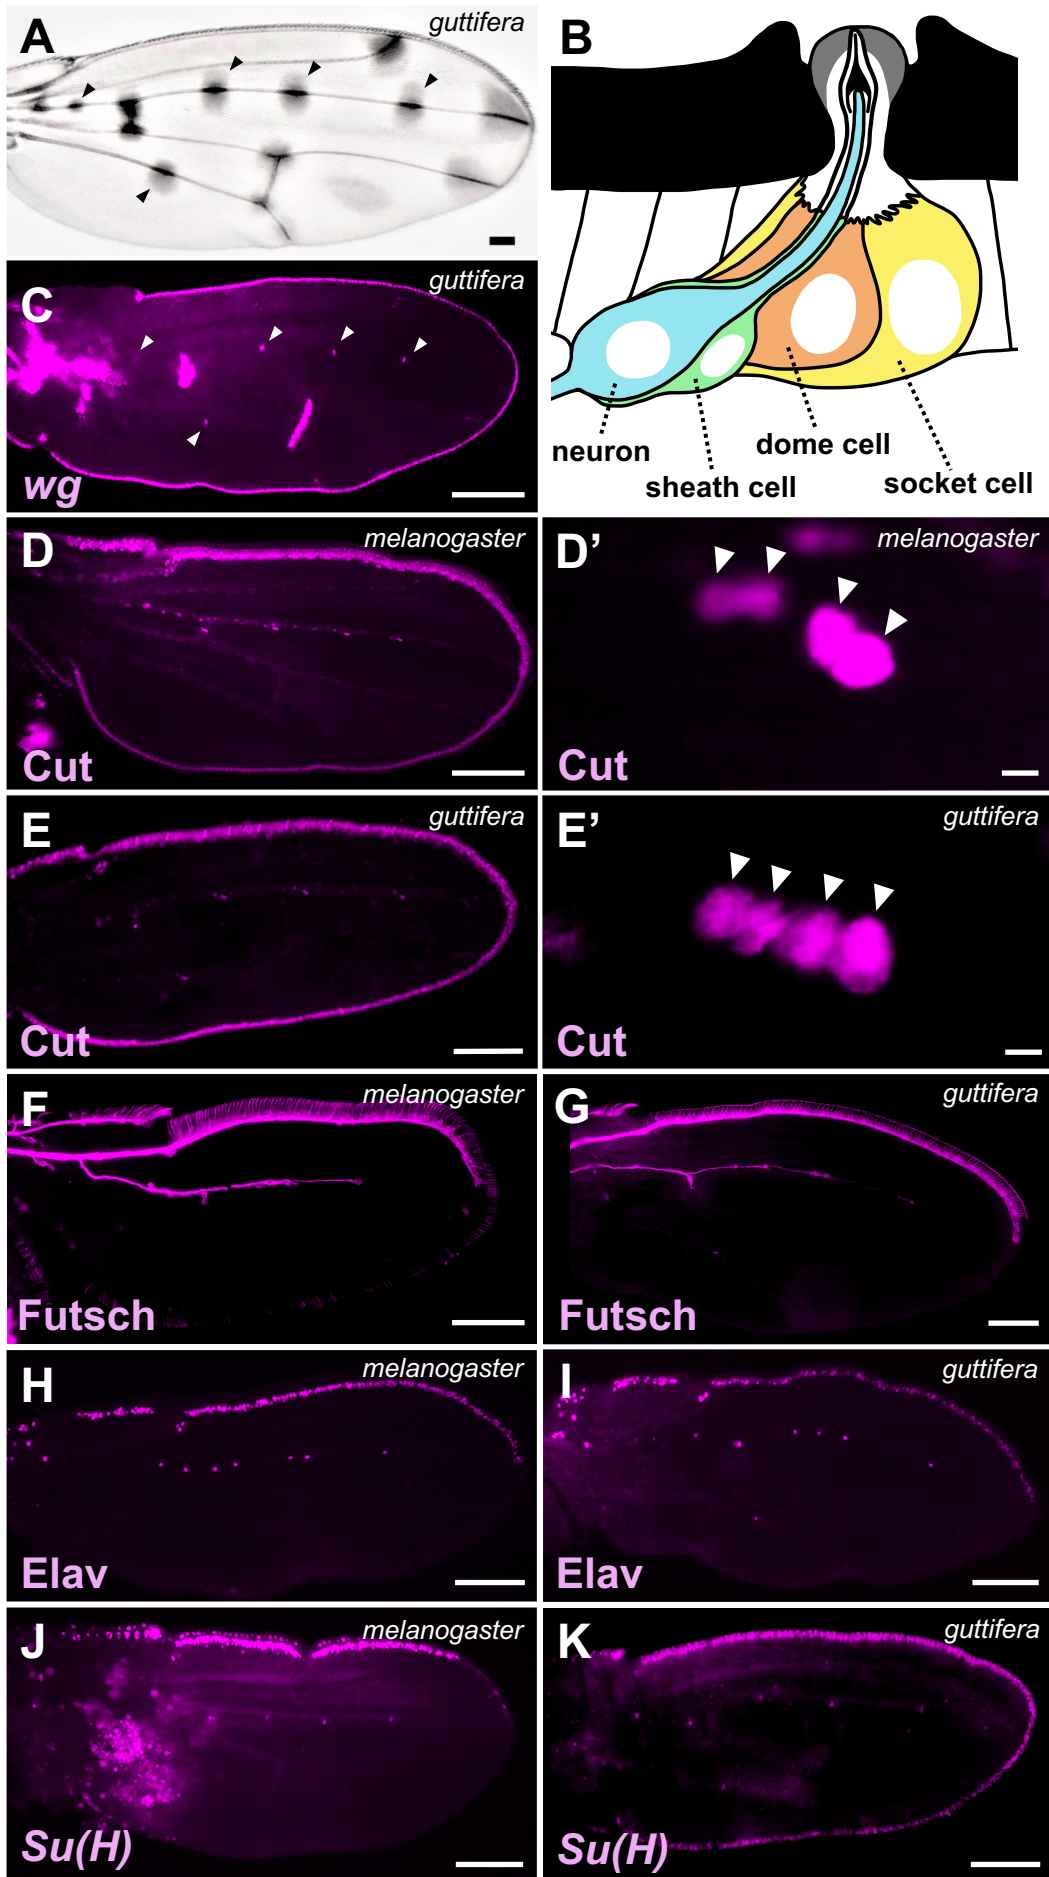 A
guttifera
B
neuron
sheath cell
dome cell
socket cell
C
guttifera
wg
D
melanogaster
Cut
D’
melanogaster
Cut
E
guttifera
Cut
E’
guttifera
Cut
F
melanogaster
Futsch
G
guttifera
Futsch
H
melanogaster
Elav
I
guttifera
Elav
J
melanogaster
Su(H)
K
guttifera
Su(H)